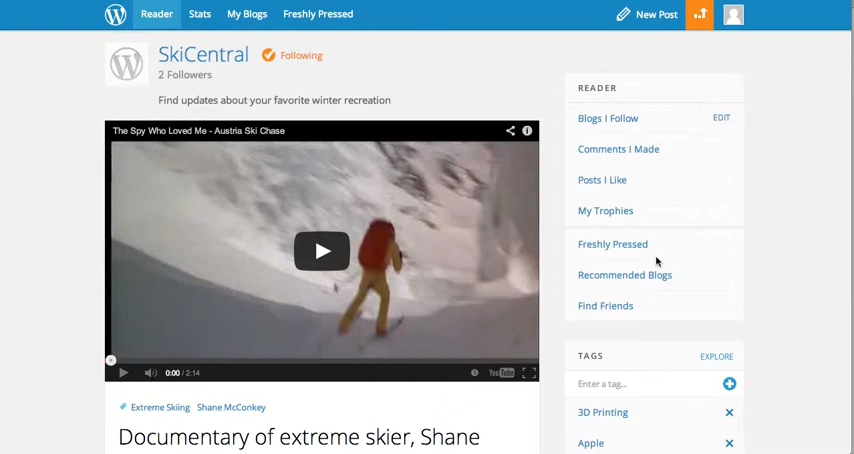 Reader Stats My Blogs Freshly Pressed New Post
SkiCentral Following
2 Followers
Find updates about your favorite winter recreation
The Spy Who Loved Me - Austria Ski Chase
0:00 / 2:14 YouTube
Extreme Skiing Shane McConkey
Documentary of extreme skier, Shane
READER
Blogs I Follow EDIT
Comments I Made
Posts I Like
My Trophies
Freshly Pressed
Recommended Blogs
Find Friends
TAGS EXPLORE
Enter a tag...
3D Printing
Apple